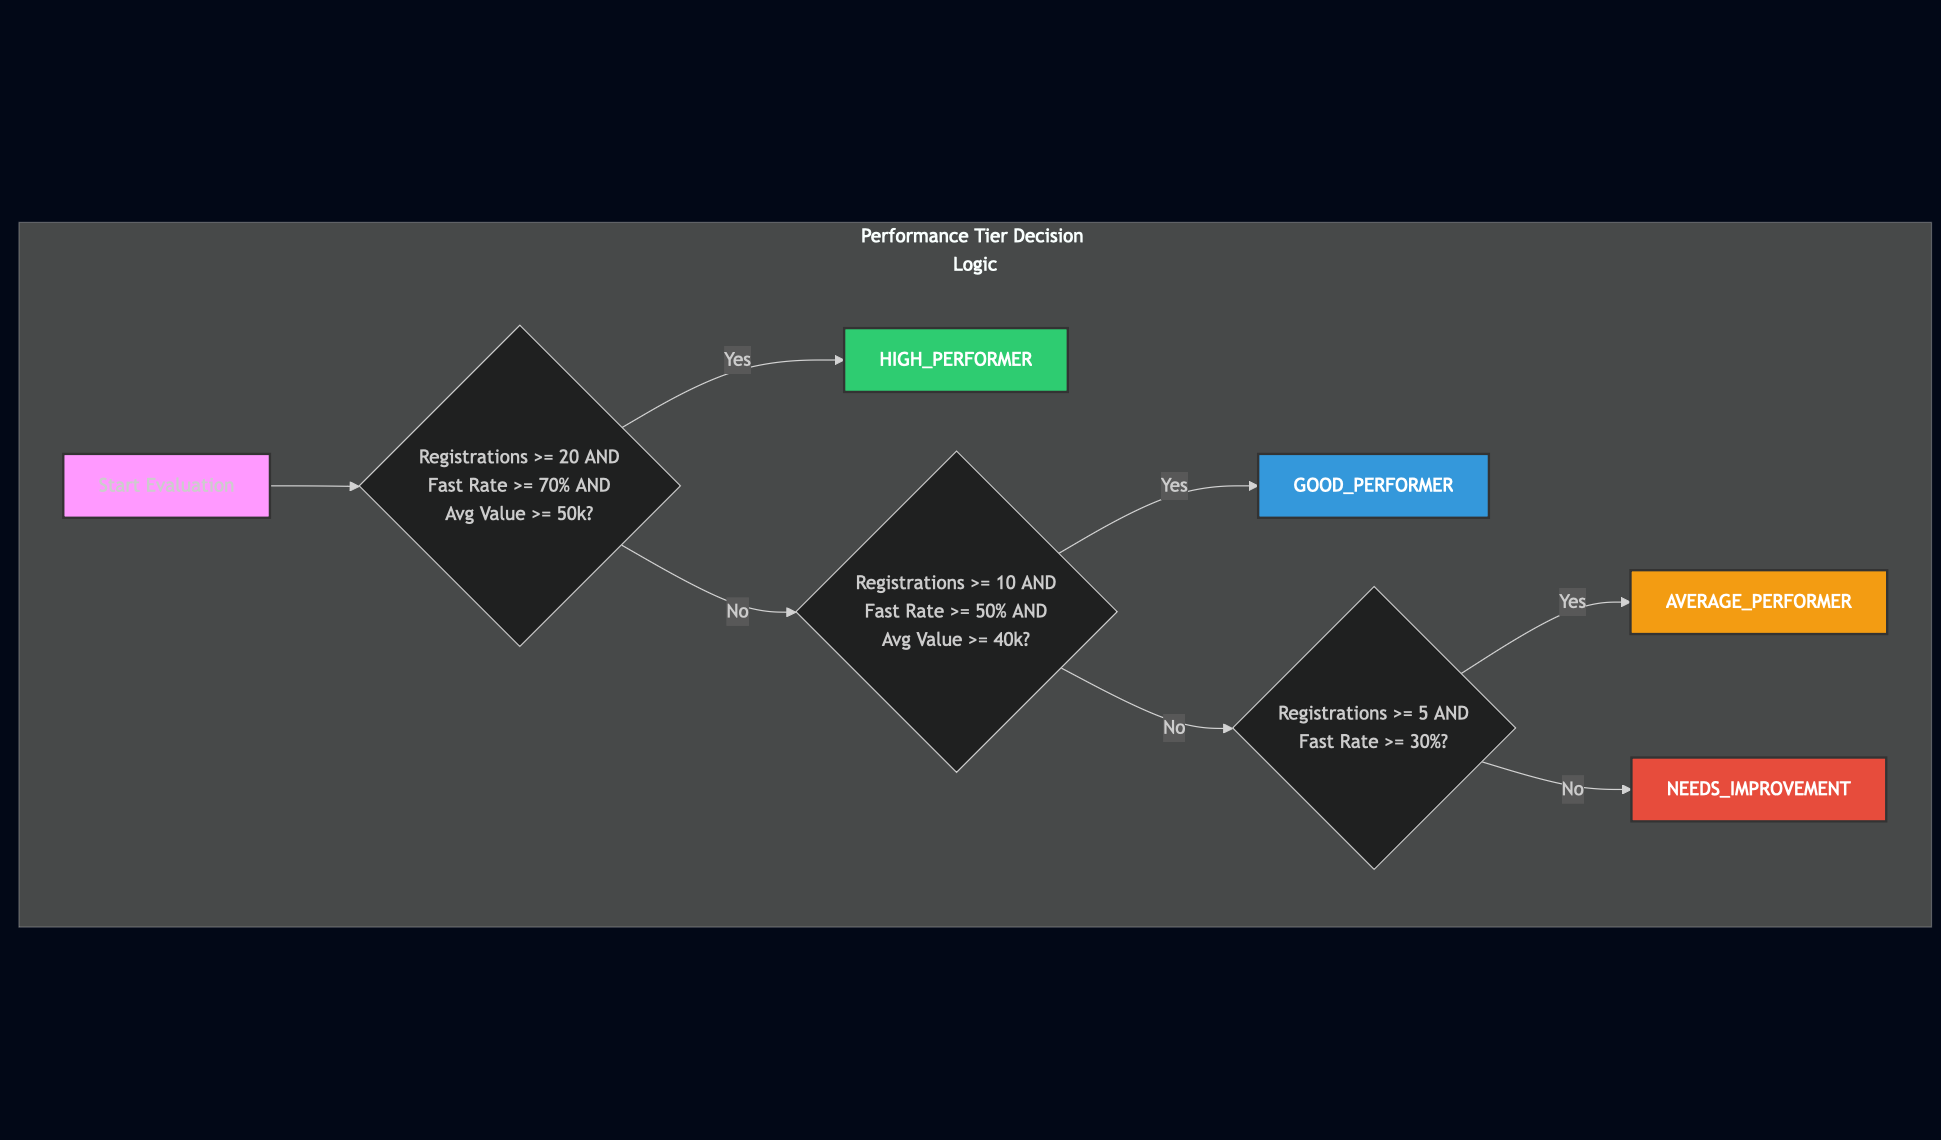 Performance Tier Decision
Logic
Start Evaluation
Registrations >= 20 AND
Fast Rate >= 70% AND
Avg Value >= 50k?
Yes
HIGH_PERFORMER
No
Registrations >= 10 AND
Fast Rate >= 50% AND
Avg Value >= 40k?
Yes
GOOD_PERFORMER
No
Registrations >= 5 AND
Fast Rate >= 30%?
Yes
AVERAGE_PERFORMER
No
NEEDS_IMPROVEMENT